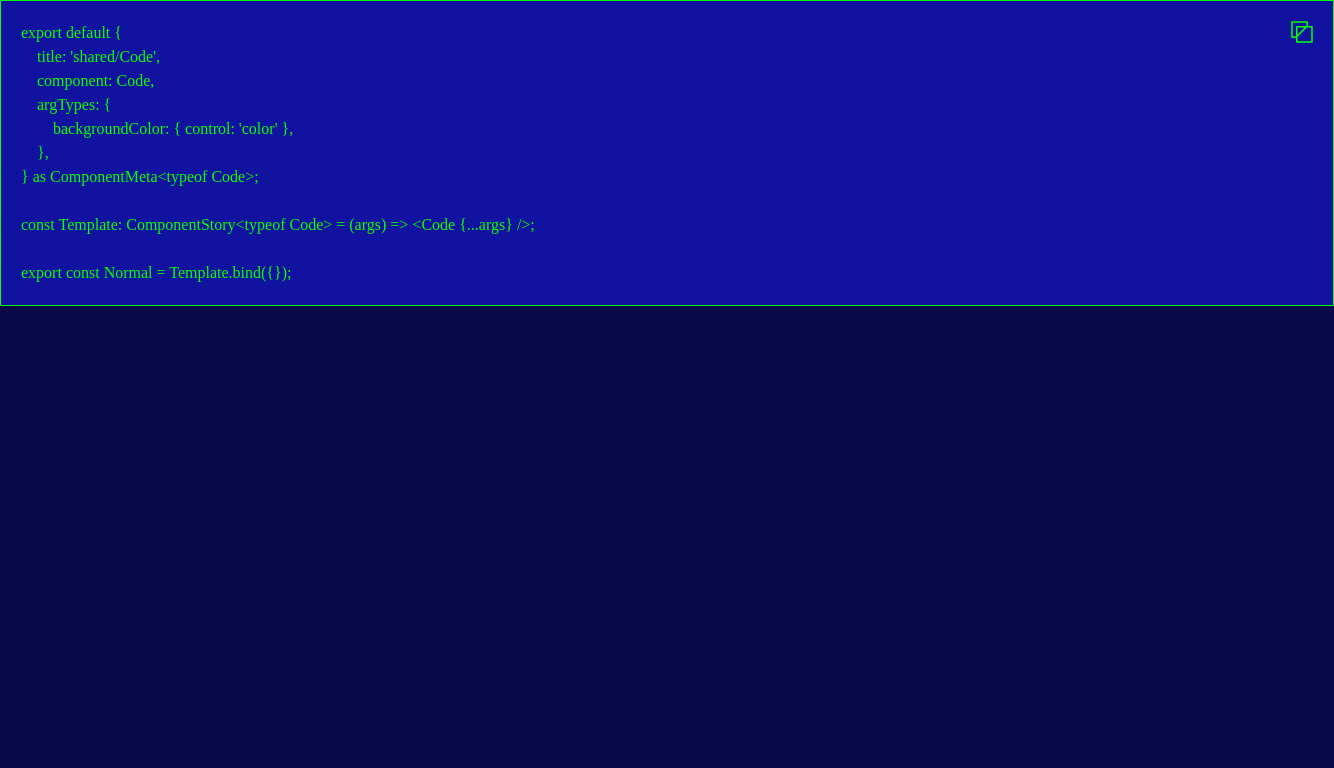 export default {
    title: 'shared/Code',
    component: Code,
    argTypes: {
        backgroundColor: { control: 'color' },
    },
} as ComponentMeta<typeof Code>;

const Template: ComponentStory<typeof Code> = (args) => <Code {...args} />;

export const Normal = Template.bind({});